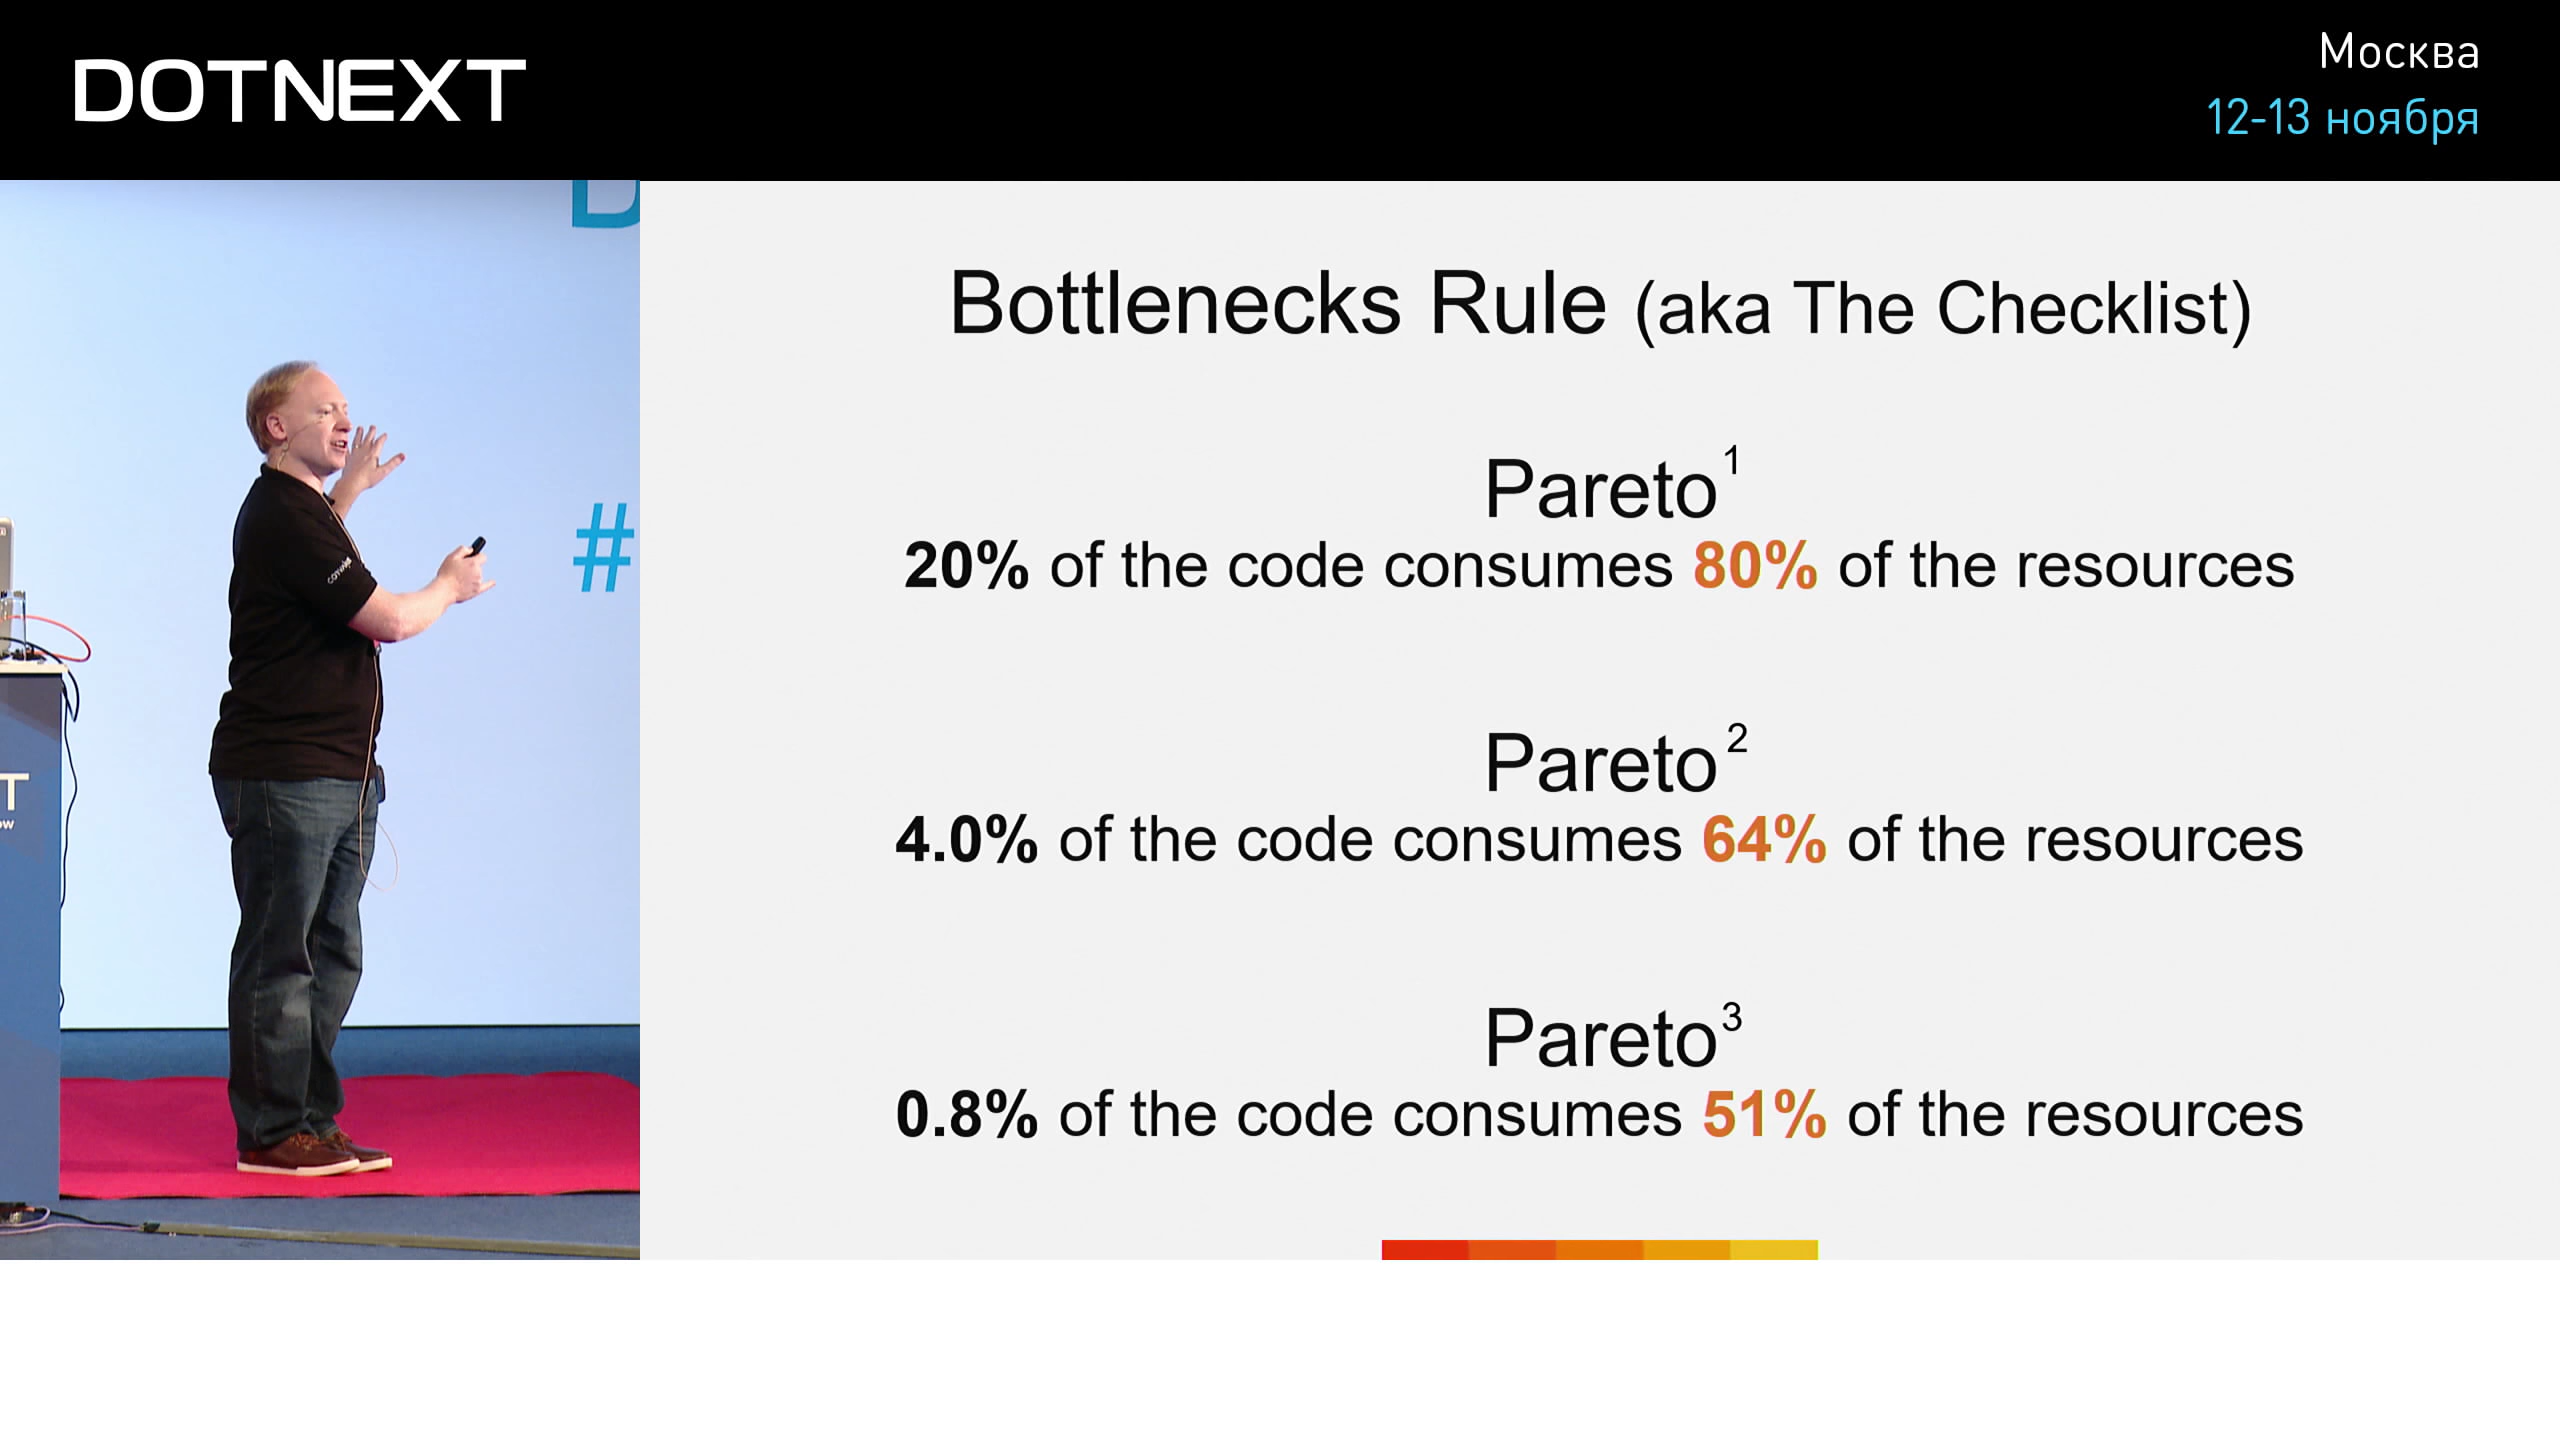 DOTNEXT
Москва
12-13 ноября
D
#
T
ow
Bottlenecks Rule (aka The Checklist)
Pareto¹
20% of the code consumes 80% of the resources
Pareto²
4.0% of the code consumes 64% of the resources
Pareto³
0.8% of the code consumes 51% of the resources